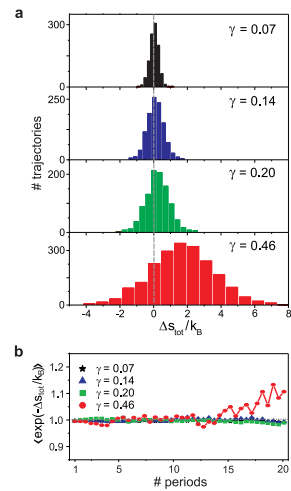 a
300
0
γ = 0.07
250
0
γ = 0.14
200
0
γ = 0.20
300
0
γ = 0.46
# trajectories
-4 -2 0 2 4 6 8
Δs_tot/k_B
b
1,2
1,1
1,0
0,9
⟨exp(-Δs_tot/k_B)⟩
γ = 0.07
γ = 0.14
γ = 0.20
γ = 0.46
1 5 10 15 20
# periods